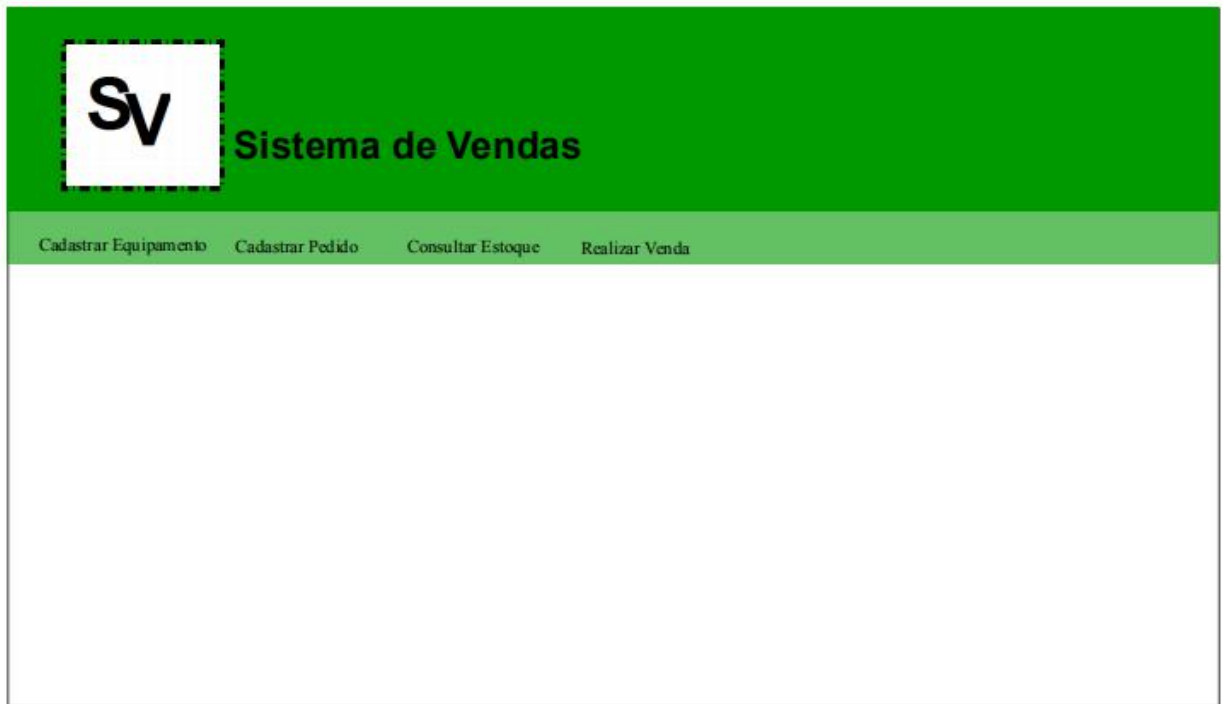 SV
Sistema de Vendas
Cadastrar Equipamento Cadastrar Pedido Consultar Estoque Realizar Venda